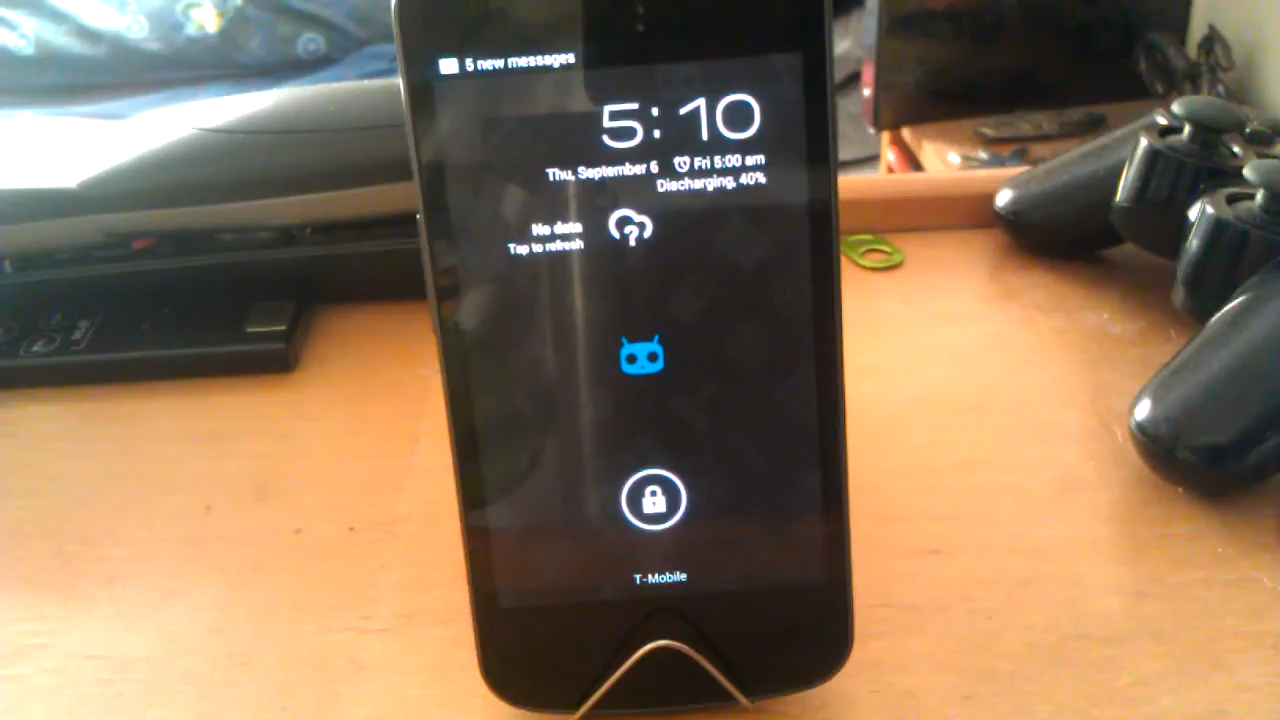 5 new messages
5:10
Thu, September 6 Fri 5:00 am
Discharging, 40%
No data
Tap to refresh
T-Mobile